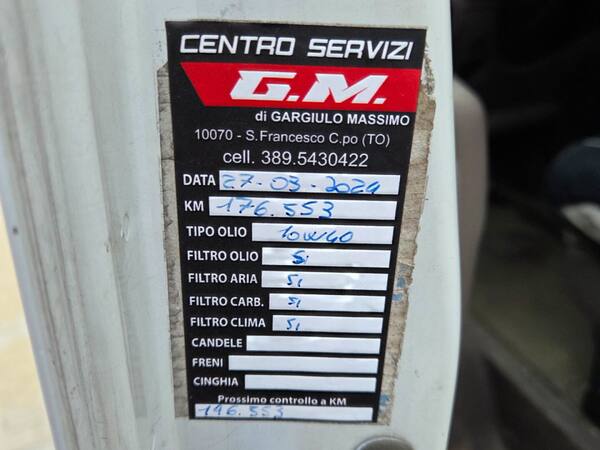 CENTRO SERVIZI
G.M.
di GARGIULO MASSIMO
10070 - S.Francesco C.po (TO)
cell. 389.5430422
DATA 27-03-2024
KM 176.553
TIPO OLIO 10W40
FILTRO OLIO Si
FILTRO ARIA Si
FILTRO CARB. Si
FILTRO CLIMA Si
CANDELE
FRENI
CINGHIA
Prossimo controllo a KM
196.553